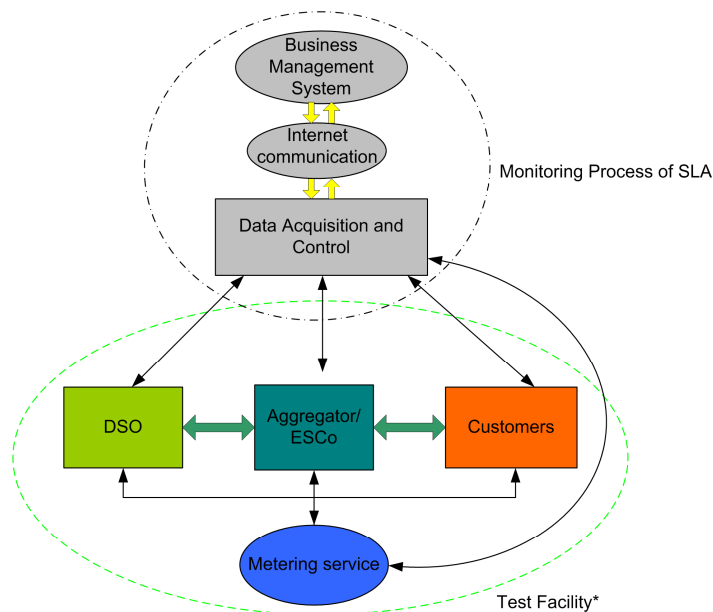 Business
Management
System
Internet
communication
Monitoring Process of SLA
Data Acquisition and
Control
DSO
Aggregator/
ESCo
Customers
Metering service
Test Facility*